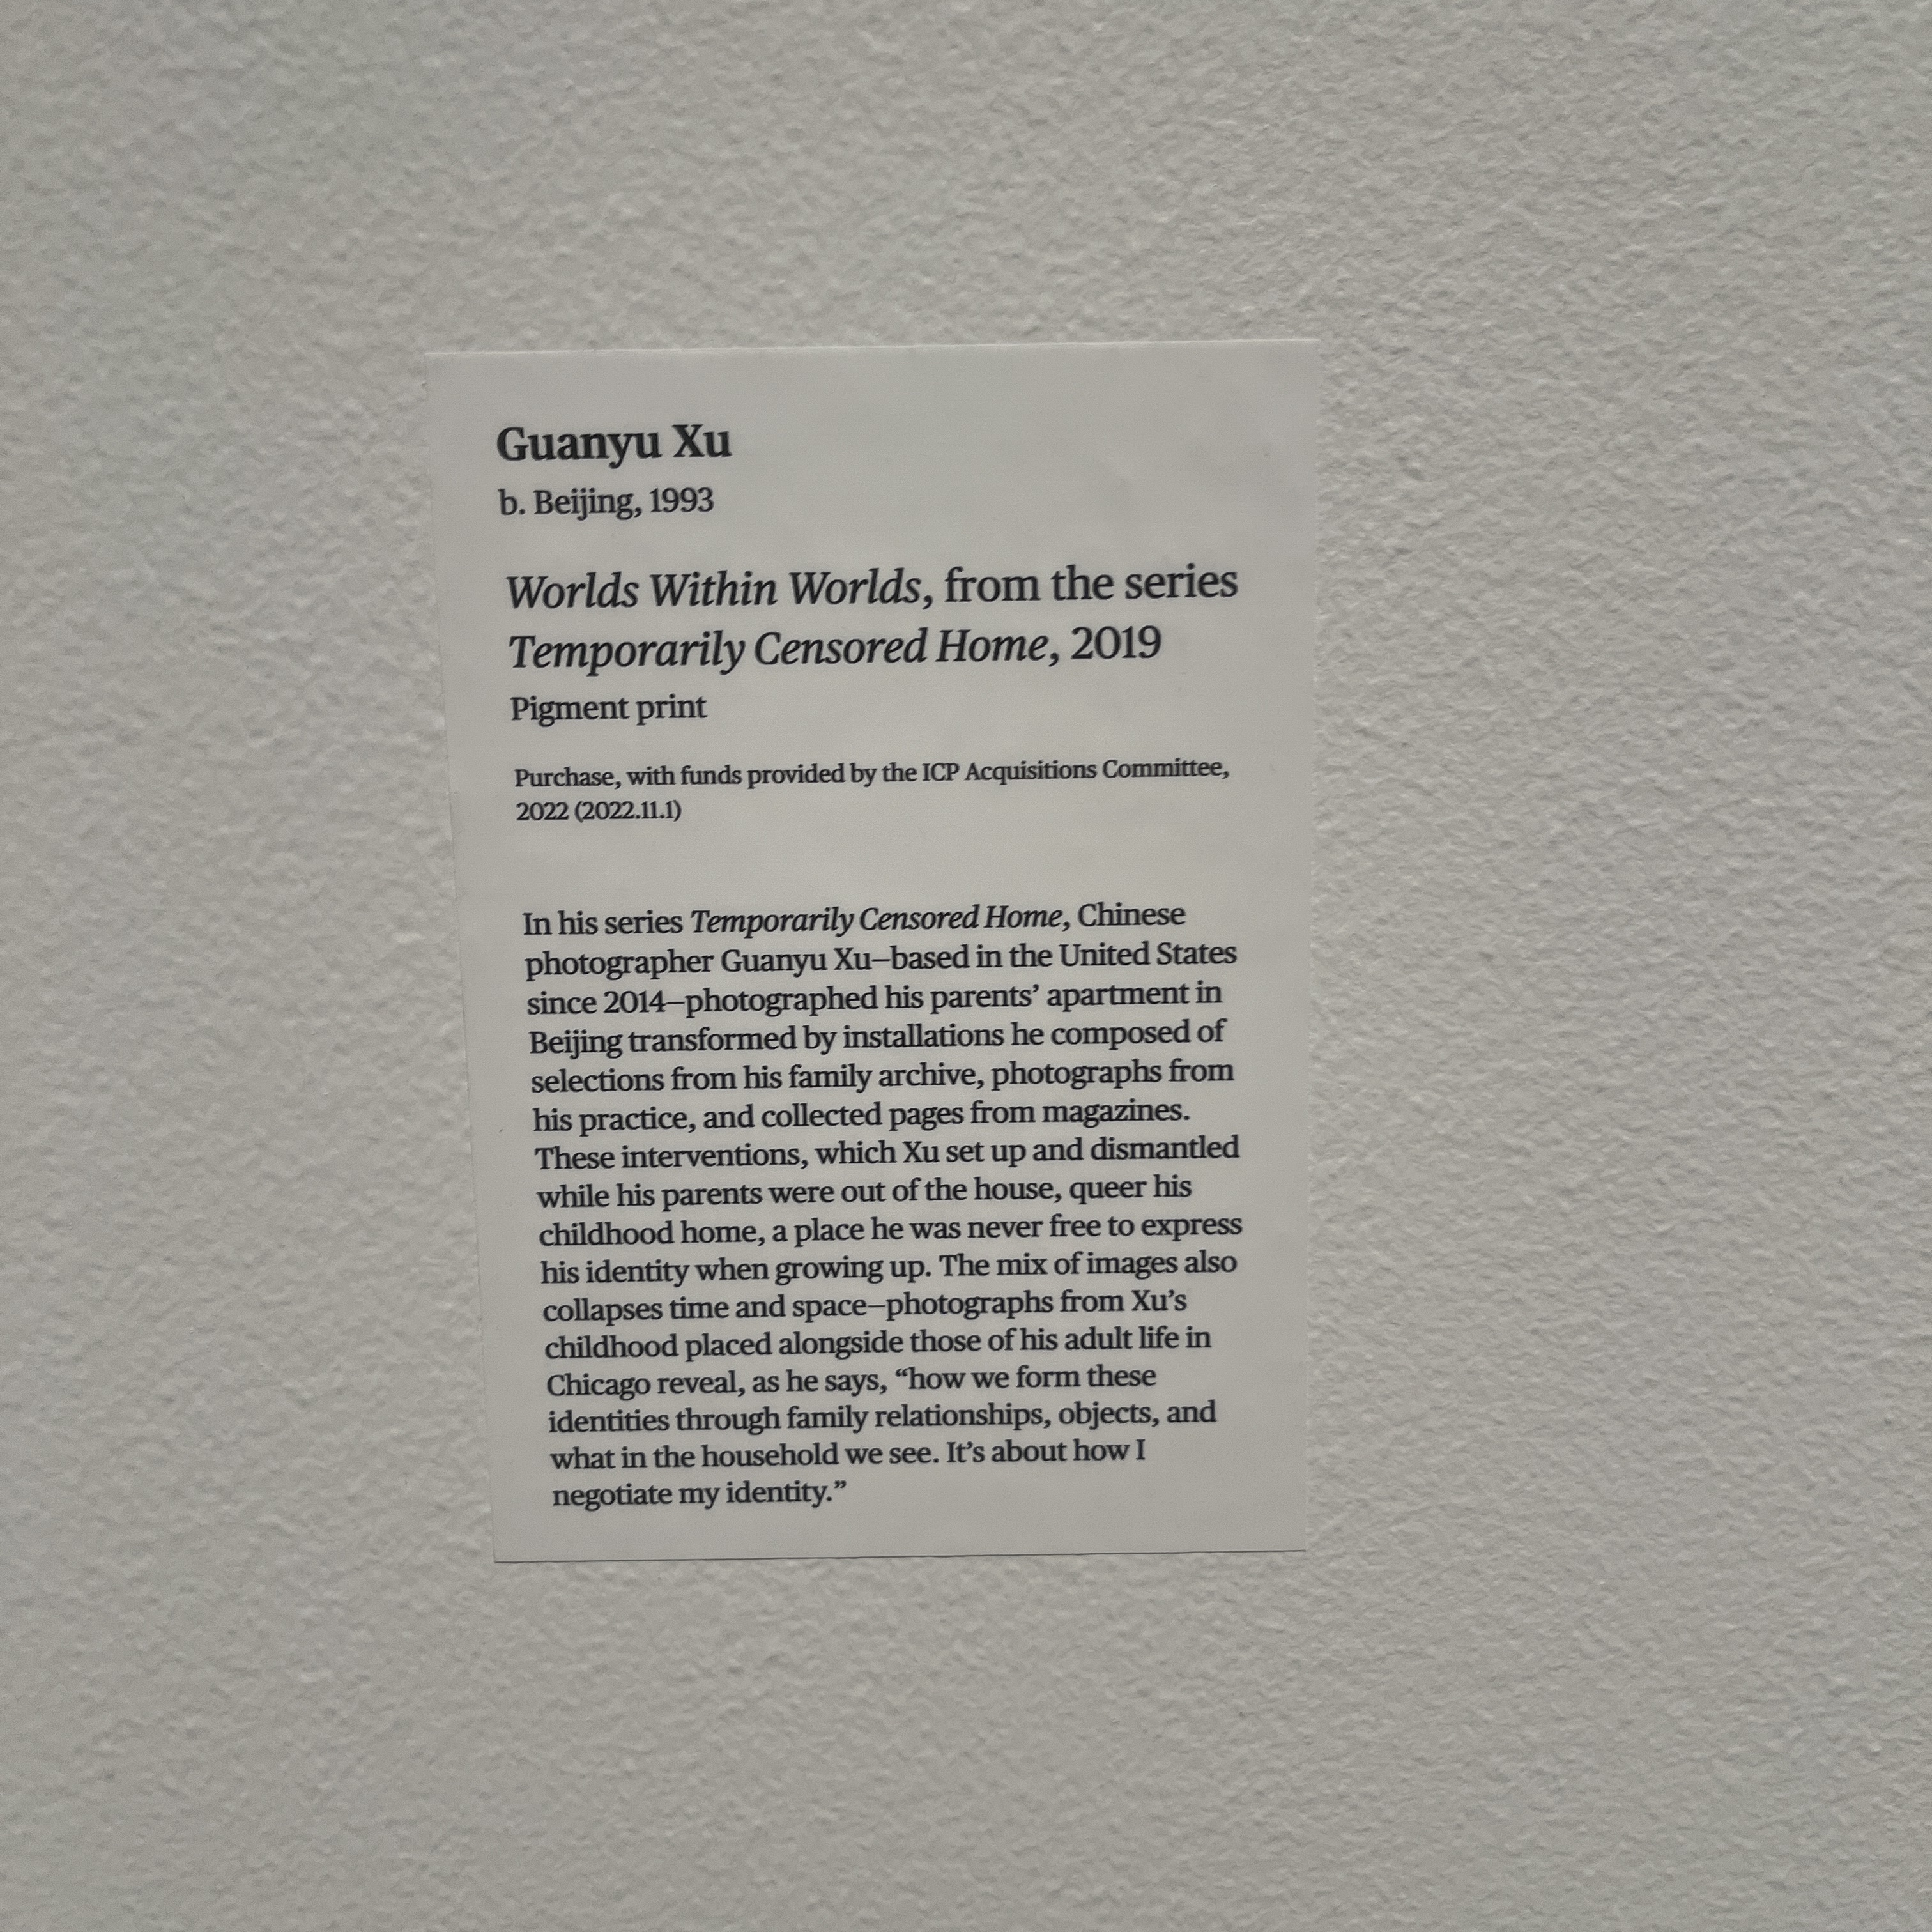 Guanyu Xu
b. Beijing, 1993
Worlds Within Worlds, from the series
Temporarily Censored Home, 2019
Pigment print
Purchase, with funds provided by the ICP Acquisitions Committee,
2022 (2022.11.1)
In his series Temporarily Censored Home, Chinese
photographer Guanyu Xu—based in the United States
since 2014—photographed his parents’ apartment in
Beijing transformed by installations he composed of
selections from his family archive, photographs from
his practice, and collected pages from magazines.
These interventions, which Xu set up and dismantled
while his parents were out of the house, queer his
childhood home, a place he was never free to express
his identity when growing up. The mix of images also
collapses time and space—photographs from Xu’s
childhood placed alongside those of his adult life in
Chicago reveal, as he says, “how we form these
identities through family relationships, objects, and
what in the household we see. It’s about how I
negotiate my identity.”